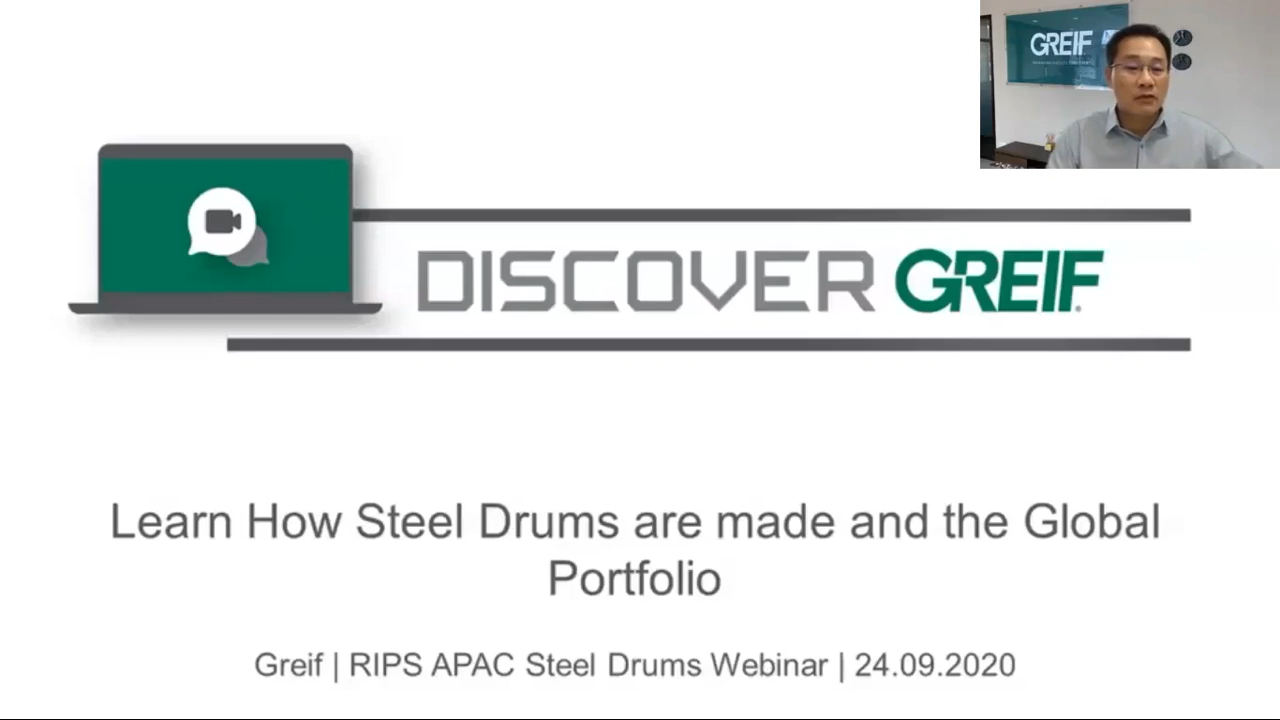 GREIF
DISCOVER GREIF
Learn How Steel Drums are made and the Global
Portfolio
Greif | RIPS APAC Steel Drums Webinar | 24.09.2020